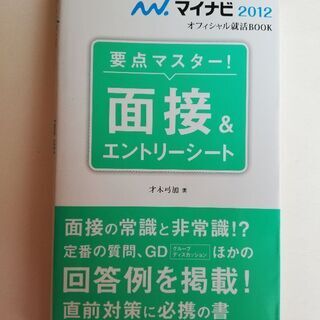 マイナビ 2012
オフィシャル就活BOOK
要点マスター!
面接&
エントリーシート
才木弓加 著
面接の常識と非常識!?
定番の質問、GD グループディスカッション ほかの
回答例を掲載!
直前対策に必携の書